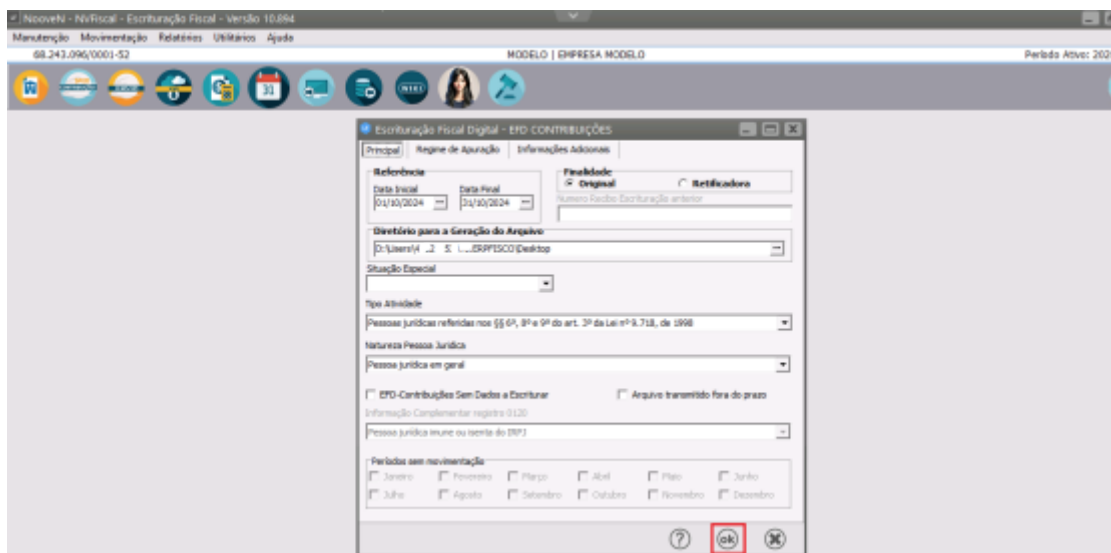 NooveN - NVFiscal - Escrituração Fiscal - Versão 10.894
Manutenção Movimentação Relatórios Utilitários Ajuda
68.243.096/0001-52 MODELO | EMPRESA MODELO Período Ativo: 202
31
Escrituração Fiscal Digital - EFD CONTRIBUIÇÕES
Principal Regime de Apuração Informações Adicionais
Referência Finalidade
Original Retificadora
Data Inicial Data Final
Numero Recibo Escrituração anterior
01/10/2024 31/10/2024
Diretório para a Geração do Arquivo
D:\Users\ ERPFISCO\Desktop
Situação Especial
Tipo Atividade
Pessoas jurídicas referidas nos §§ 6º, 8º e 9º do art. 3º da Lei nº 9.718, de 1998
Natureza Pessoa Jurídica
Pessoa jurídica em geral
EFD-Contribuições Sem Dados a Escriturar Arquivo transmitido fora do prazo
Informação Complementar registro 0120
Pessoa jurídica imune ou isenta do IRPJ
Períodos sem movimentação
Janeiro Fevereiro Março Abril Maio Junho
Julho Agosto Setembro Outubro Novembro Dezembro
? ok